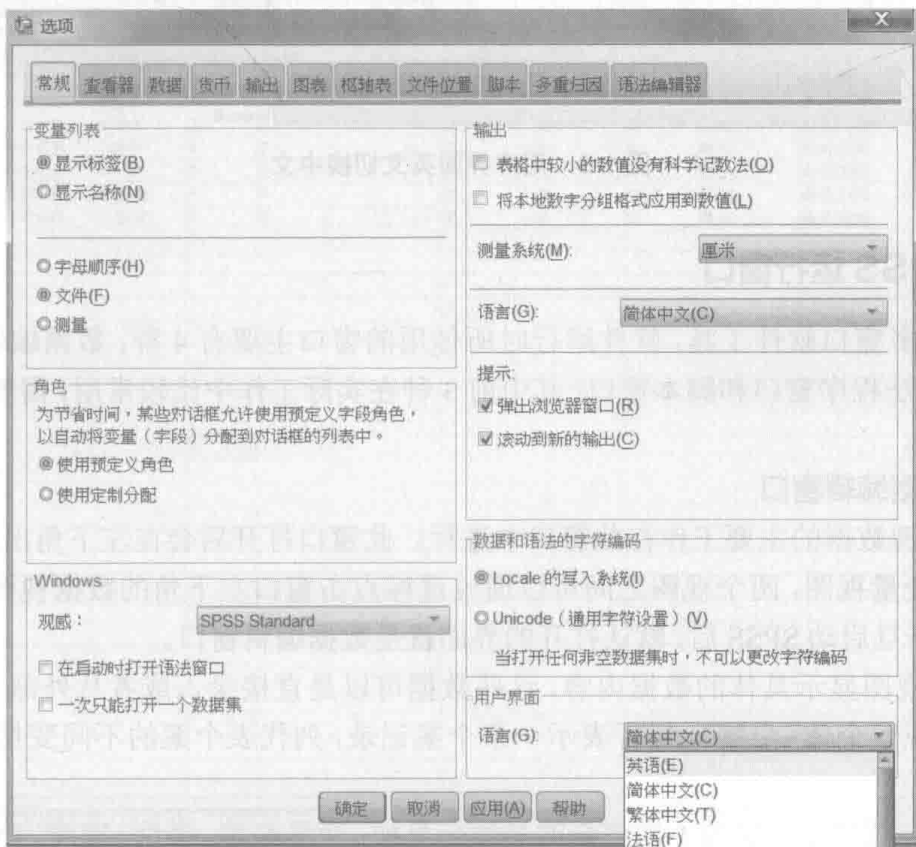 选项
常规 查看器 数据 货币 输出 图表 枢轴表 文件位置 脚本 多重归因 语法编辑器
变量列表
显示标签(B)
显示名称(N)
字母顺序(H)
文件(F)
测量
角色
为节省时间，某些对话框允许使用预定义字段角色，
以自动将变量（字段）分配到对话框的列表中。
使用预定义角色
使用定制分配
Windows
观感： SPSS Standard
在启动时打开语法窗口
一次只能打开一个数据集
输出
表格中较小的数值没有科学记数法(O)
将本地数字分组格式应用到数值(L)
测量系统(M): 厘米
语言(G): 简体中文(C)
提示:
弹出浏览器窗口(R)
滚动到新的输出(C)
数据和语法的字符编码
Locale 的写入系统(I)
Unicode（通用字符设置）(V)
当打开任何非空数据集时，不可以更改字符编码
用户界面
语言(G) 简体中文(C)
英语(E)
简体中文(C)
繁体中文(T)
法语(F)
确定 取消 应用(A) 帮助